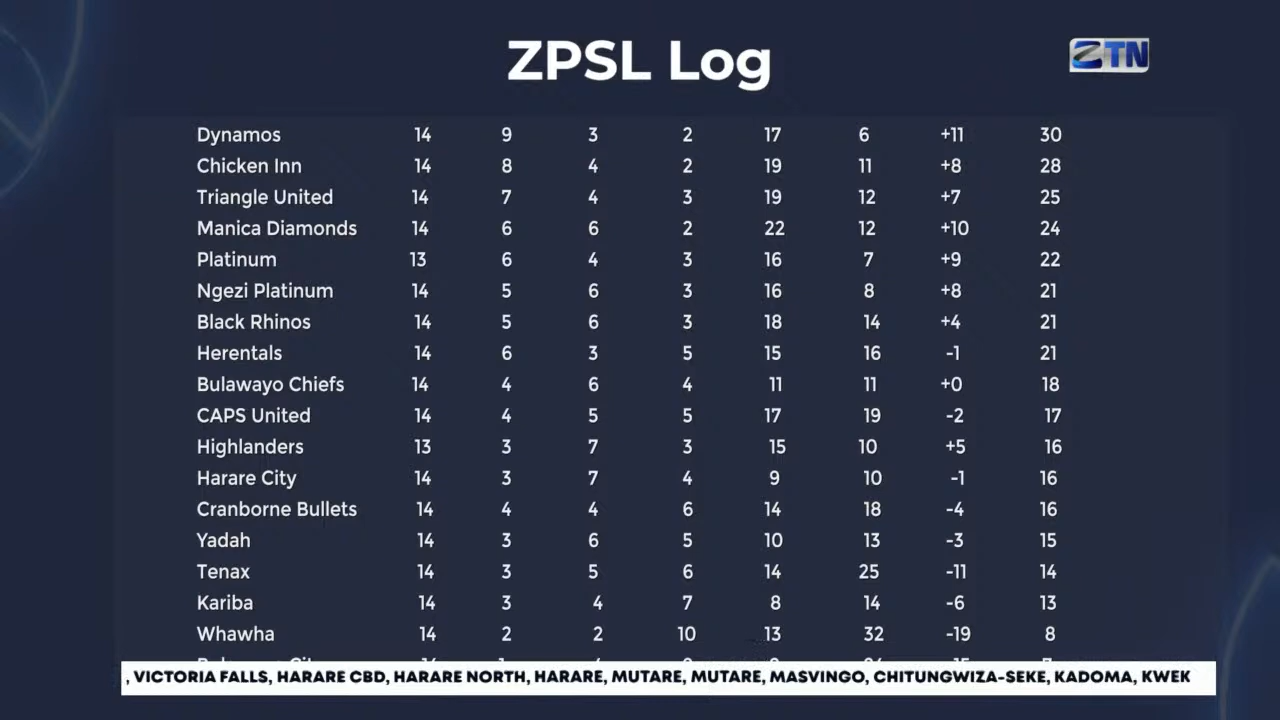 ZPSL Log
ZTN
Dynamos 14 9 3 2 17 6 +11 30
Chicken Inn 14 8 4 2 19 11 +8 28
Triangle United 14 7 4 3 19 12 +7 25
Manica Diamonds 14 6 6 2 22 12 +10 24
Platinum 13 6 4 3 16 7 +9 22
Ngezi Platinum 14 5 6 3 16 8 +8 21
Black Rhinos 14 5 6 3 18 14 +4 21
Herentals 14 6 3 5 15 16 -1 21
Bulawayo Chiefs 14 4 6 4 11 11 +0 18
CAPS United 14 4 5 5 17 19 -2 17
Highlanders 13 3 7 3 15 10 +5 16
Harare City 14 3 7 4 9 10 -1 16
Cranborne Bullets 14 4 4 6 14 18 -4 16
Yadah 14 3 6 5 10 13 -3 15
Tenax 14 3 5 6 14 25 -11 14
Kariba 14 3 4 7 8 14 -6 13
Whawha 14 2 2 10 13 32 -19 8
, VICTORIA FALLS, HARARE CBD, HARARE NORTH, HARARE, MUTARE, MUTARE, MASVINGO, CHITUNGWIZA-SEKE, KADOMA, KWEK